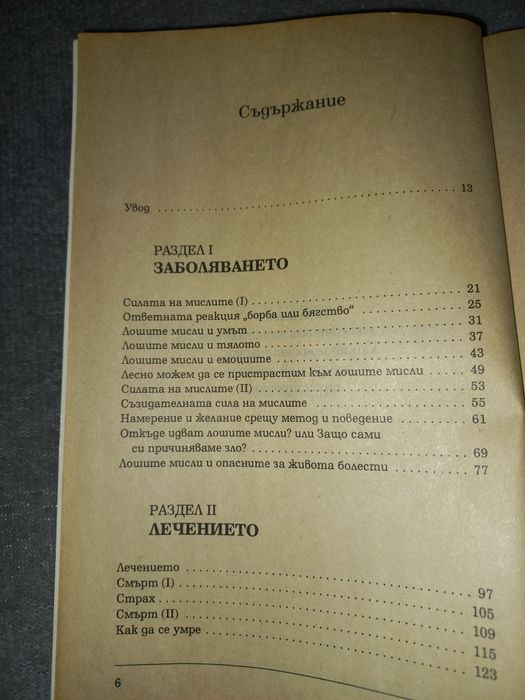 Съдържание
Увод 13
РАЗДЕЛ I
ЗАБОЛЯВАНЕТО
Силата на мислите (I) 21
Ответната реакция „борба или бягство“ 25
Лошите мисли и умът 31
Лошите мисли и тялото 37
Лошите мисли и емоциите 43
Лесно можем да се пристрастим към лошите мисли 49
Силата на мислите (II) 53
Съзидателната сила на мислите 55
Намерение и желание срещу метод и поведение 61
Откъде идват лошите мисли? или Защо сами
си причиняваме зло? 69
Лошите мисли и опасните за живота болести 77
РАЗДЕЛ II
ЛЕЧЕНИЕТО
Лечението 97
Смърт (I) 105
Страх 109
Смърт (II) 115
Как да се умре 123
6